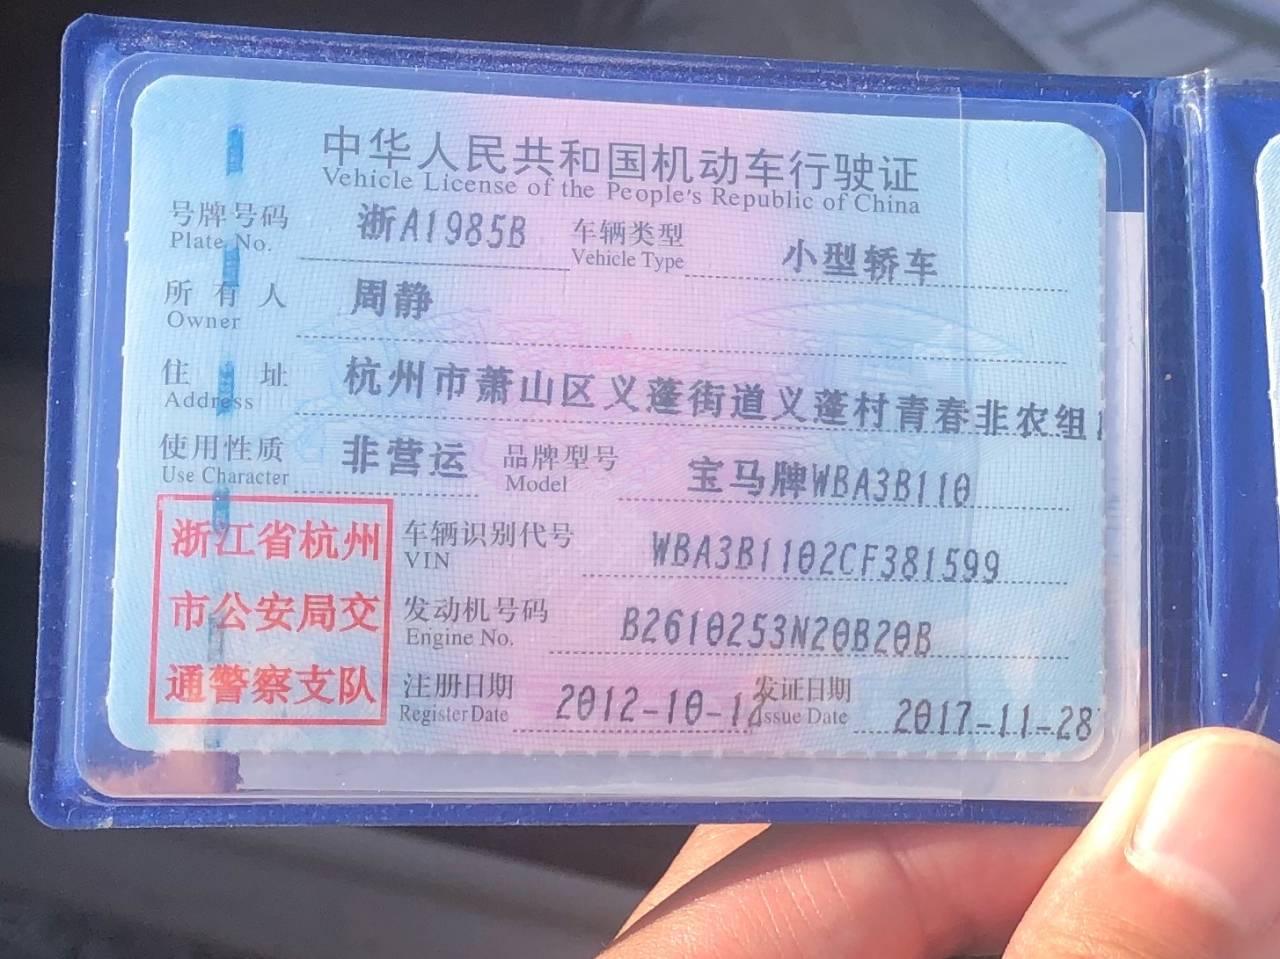 中华人民共和国机动车行驶证
Vehicle License of the People's Republic of China
号牌号码 浙A1985B 车辆类型 小型轿车
Plate No. Vehicle Type
所有人 周静
Owner
住址 杭州市萧山区义蓬街道义蓬村青春非农组
Address
使用性质 非营运 品牌型号 宝马牌WBA3B110
Use Character Model
浙江省杭州
市公安局交
通警察支队
车辆识别代号 WBA3B1102CF381599
VIN
发动机号码 B2610253N20B20B
Engine No.
注册日期 2012-10-12 发证日期 2017-11-28
Register Date Issue Date